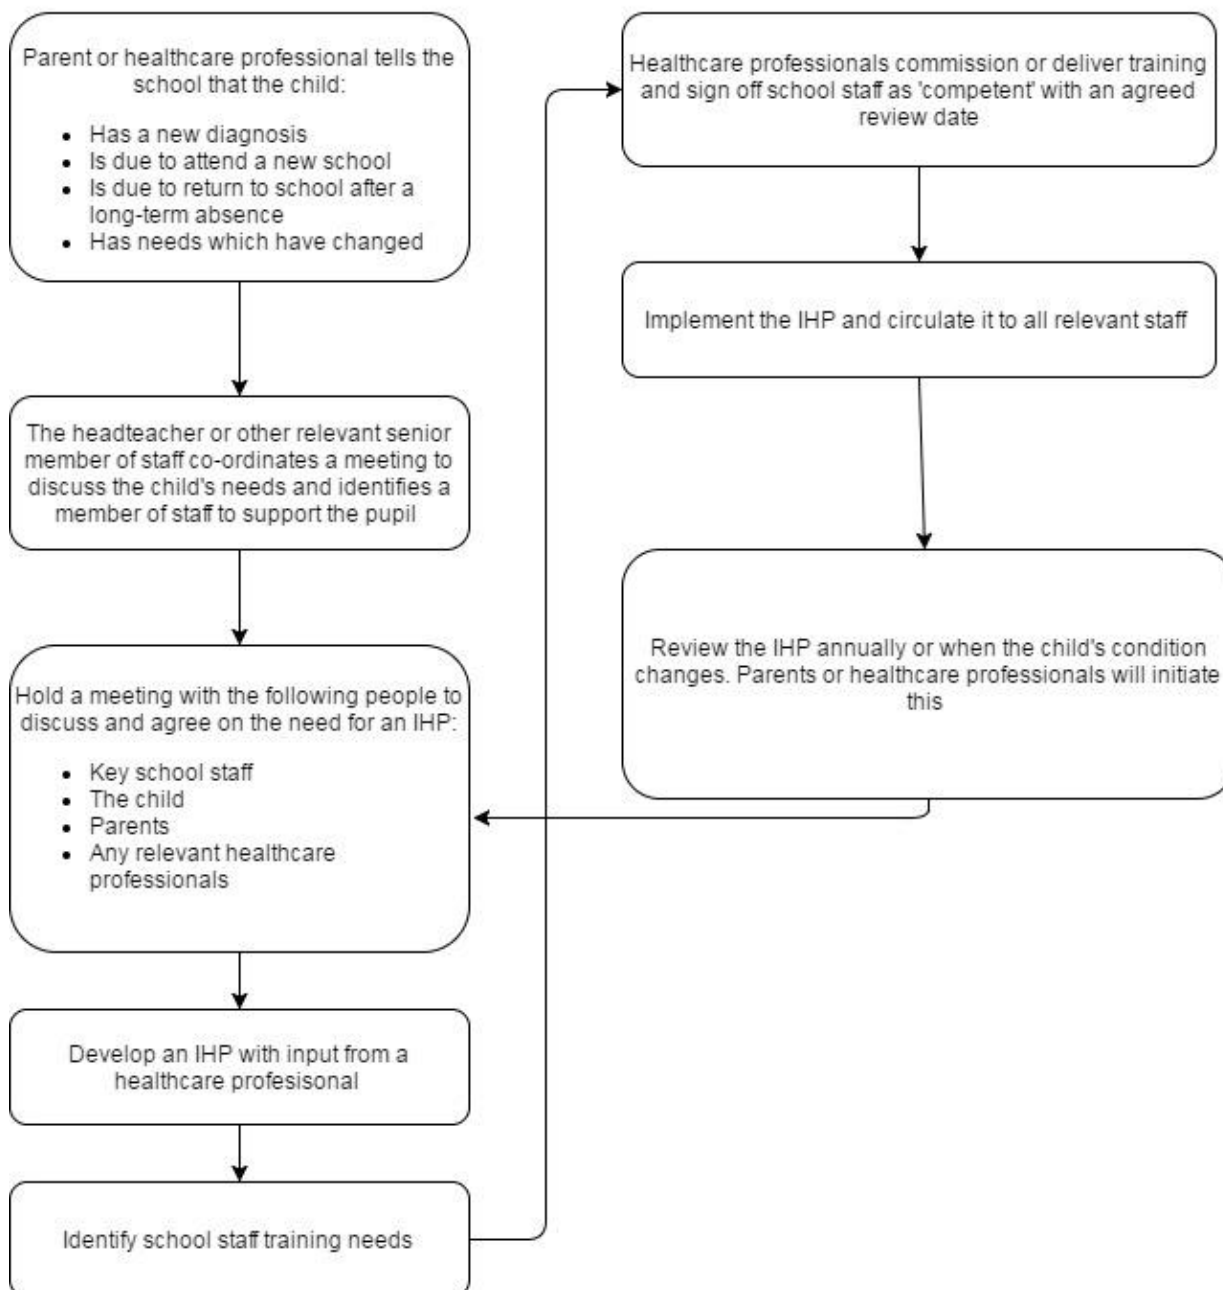 Parent or healthcare professional tells the
school that the child:
• Has a new diagnosis
• Is due to attend a new school
• Is due to return to school after a
long-term absence
• Has needs which have changed
The headteacher or other relevant senior
member of staff co-ordinates a meeting to
discuss the child's needs and identifies a
member of staff to support the pupil
Hold a meeting with the following people to
discuss and agree on the need for an IHP:
• Key school staff
• The child
• Parents
• Any relevant healthcare
professionals
Develop an IHP with input from a
healthcare profesisonal
Identify school staff training needs
Healthcare professionals commission or deliver training
and sign off school staff as 'competent' with an agreed
review date
Implement the IHP and circulate it to all relevant staff
Review the IHP annually or when the child's condition
changes. Parents or healthcare professionals will initiate
this